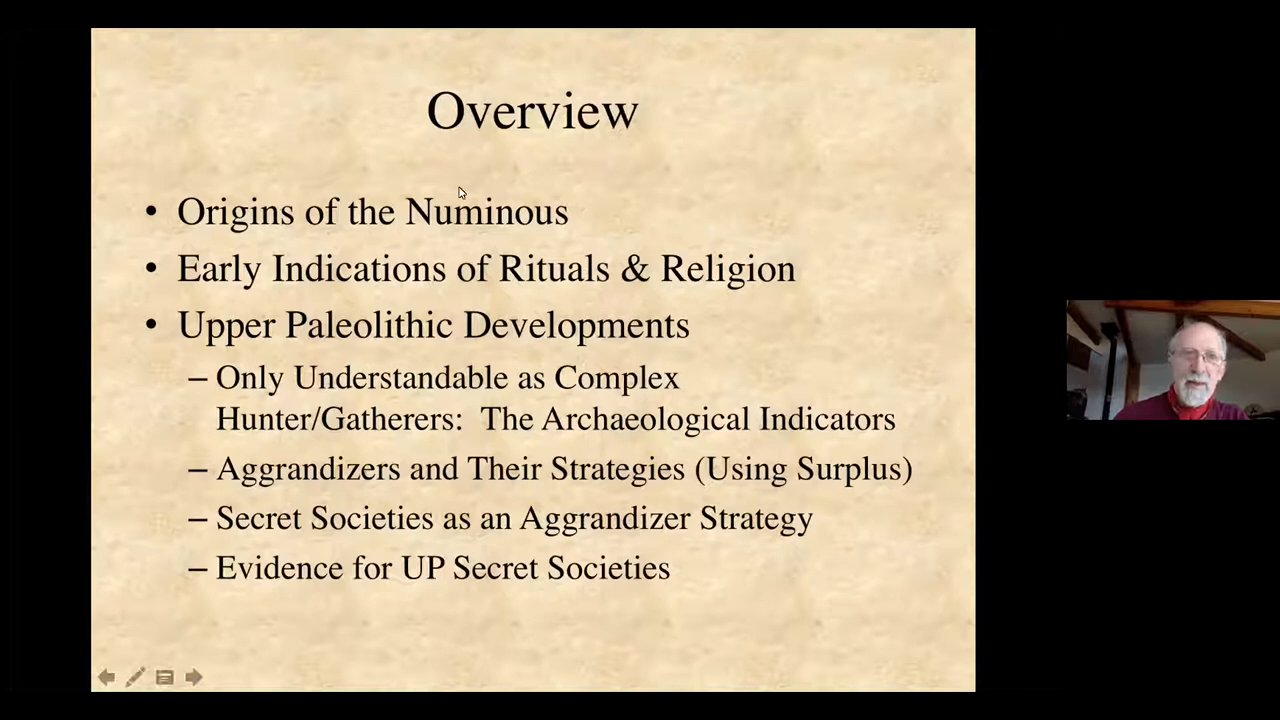 Overview
• Origins of the Numinous
• Early Indications of Rituals & Religion
• Upper Paleolithic Developments
– Only Understandable as Complex
Hunter/Gatherers:  The Archaeological Indicators
– Aggrandizers and Their Strategies (Using Surplus)
– Secret Societies as an Aggrandizer Strategy
– Evidence for UP Secret Societies